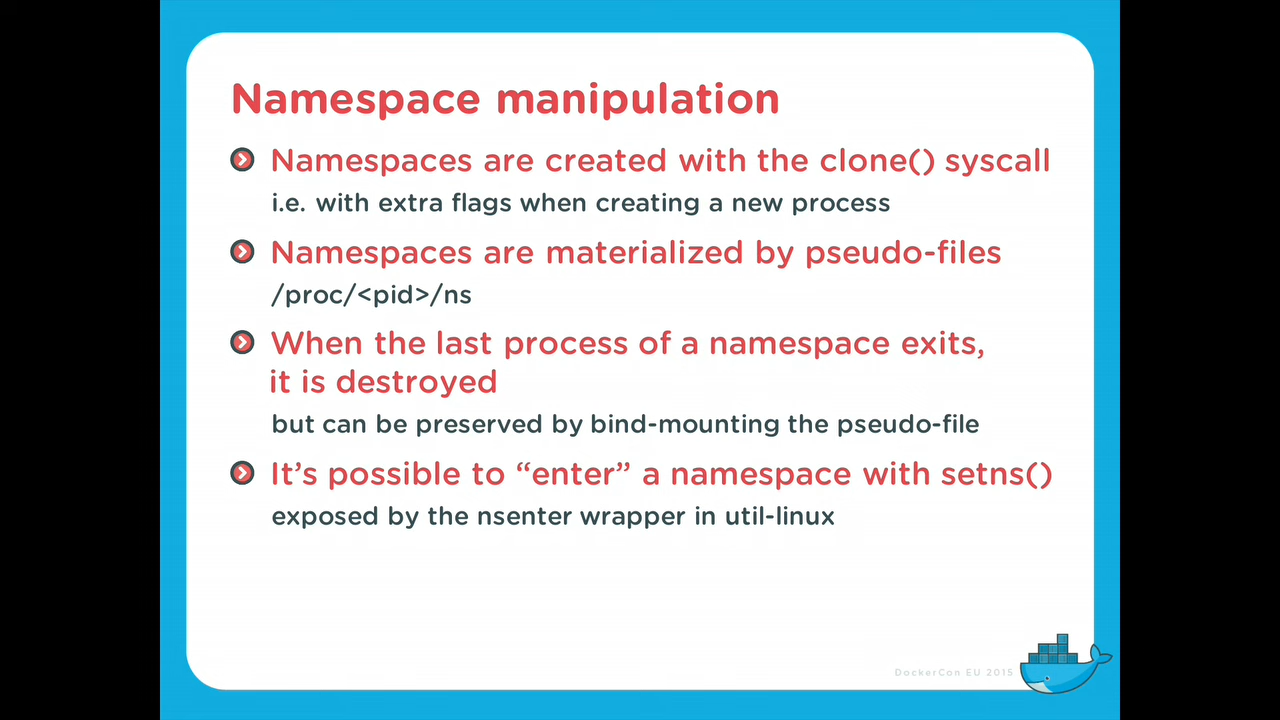 Namespace manipulation
Namespaces are created with the clone() syscall
i.e. with extra flags when creating a new process
Namespaces are materialized by pseudo-files
/proc/<pid>/ns
When the last process of a namespace exits,
it is destroyed
but can be preserved by bind-mounting the pseudo-file
It’s possible to “enter” a namespace with setns()
exposed by the nsenter wrapper in util-linux
DockerCon EU 2015